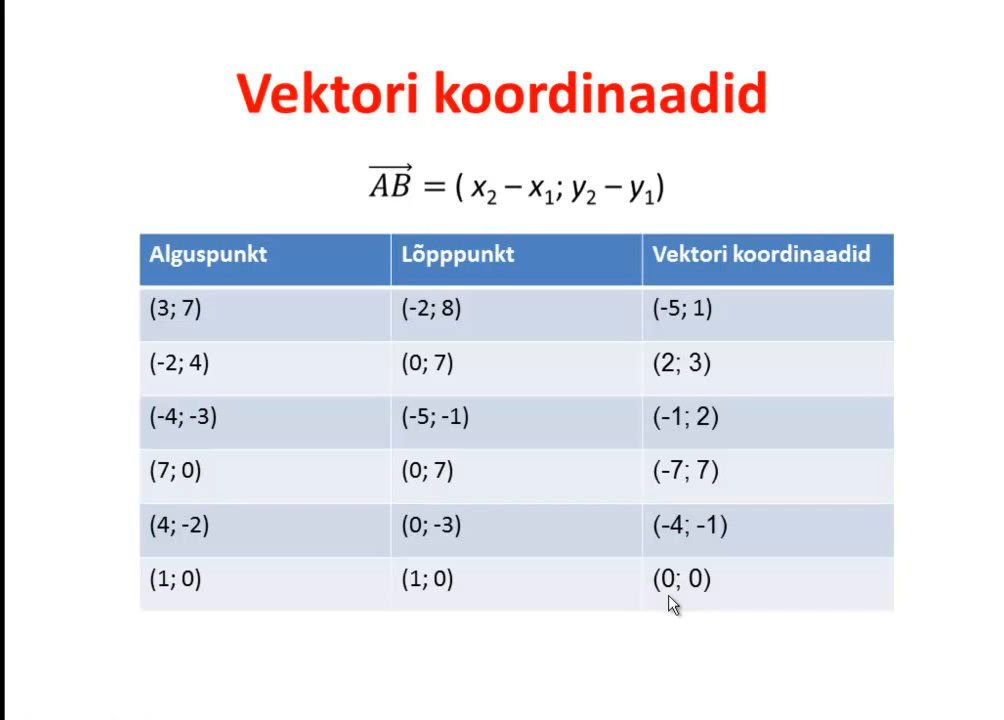 Vektori koordinaadid
AB = ( x₂ – x₁; y₂ – y₁)
Alguspunkt Lõpppunkt Vektori koordinaadid
(3; 7) (-2; 8) (-5; 1)
(-2; 4) (0; 7) (2; 3)
(-4; -3) (-5; -1) (-1; 2)
(7; 0) (0; 7) (-7; 7)
(4; -2) (0; -3) (-4; -1)
(1; 0) (1; 0) (0; 0)